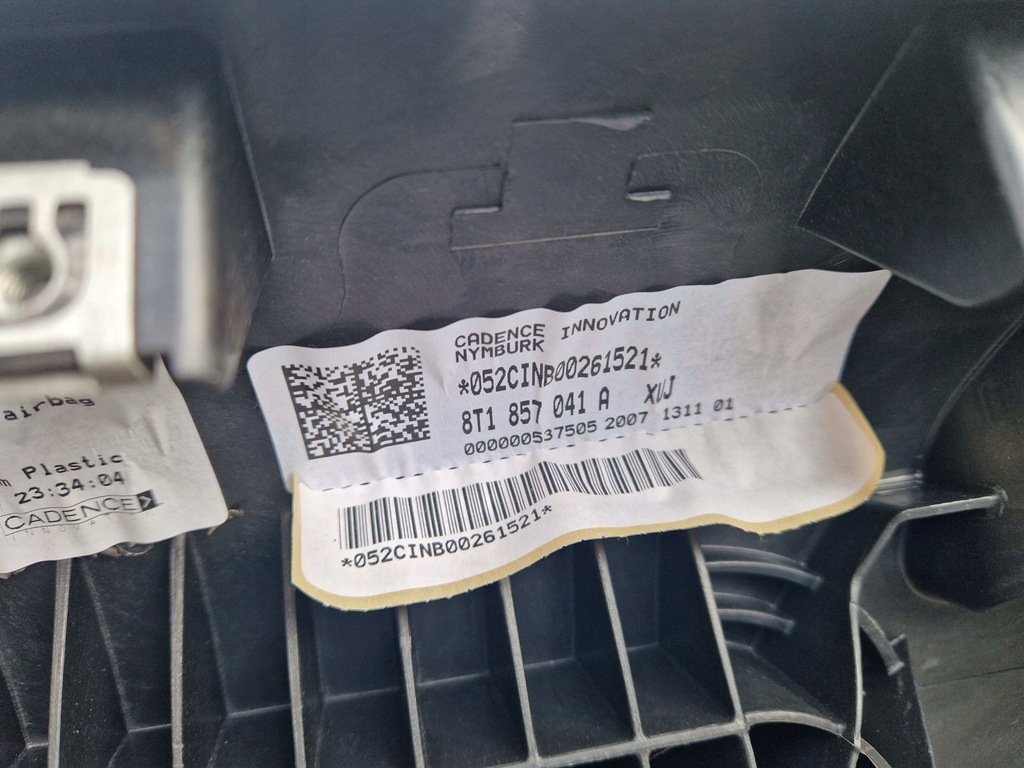 CADENCE INNOVATION
NYMBURK
*052CINB00261521*
8T1 857 041 A XUJ
000000537505 2007 1311 01
*052CINB00261521*
airbag
Plastic
23:34:04
CADENCE
INNOVATION